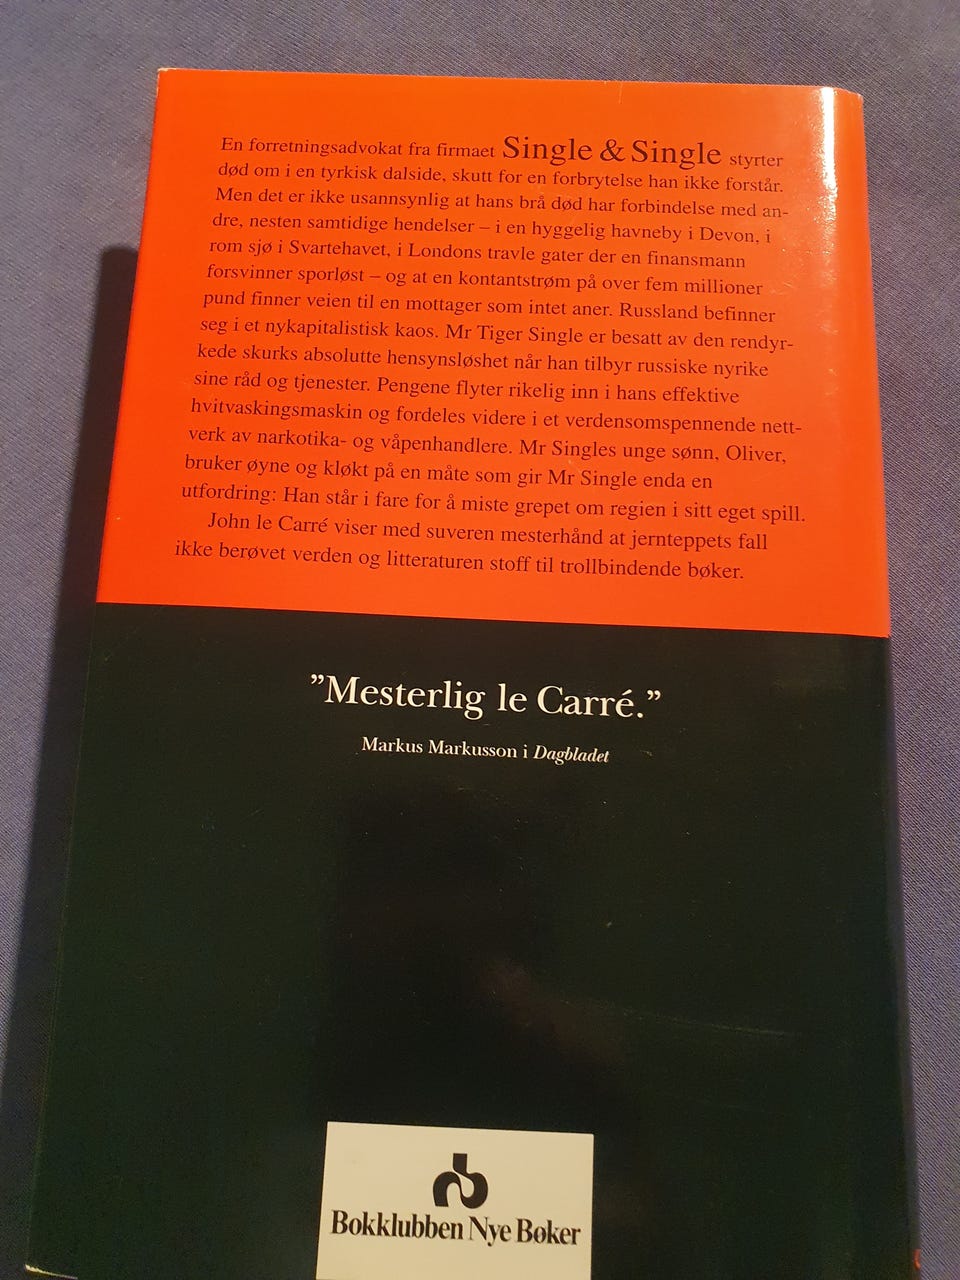 En forretningsadvokat fra firmaet Single & Single styrter
død om i en tyrkisk dalside, skutt for en forbrytelse han ikke forstår.
Men det er ikke usannsynlig at hans brå død har forbindelse med an-
dre, nesten samtidige hendelser – i en hyggelig havneby i Devon, i
rom sjø i Svartehavet, i Londons travle gater der en finansmann
forsvinner sporløst – og at en kontantstrøm på over fem millioner
pund finner veien til en mottager som intet aner. Russland befinner
seg i et nykapitalistisk kaos. Mr Tiger Single er besatt av den rendyr-
kede skurks absolutte hensynsløshet når han tilbyr russiske nyrike
sine råd og tjenester. Pengene flyter rikelig inn i hans effektive
hvitvaskingsmaskin og fordeles videre i et verdensomspennende nett-
verk av narkotika- og våpenhandlere. Mr Singles unge sønn, Oliver,
bruker øyne og kløkt på en måte som gir Mr Single enda en
utfordring: Han står i fare for å miste grepet om regien i sitt eget spill.
John le Carré viser med suveren mesterhånd at jernteppets fall
ikke berøvet verden og litteraturen stoff til trollbindende bøker.
”Mesterlig le Carré.”
Markus Markusson i Dagbladet
Bokklubben Nye Bøker